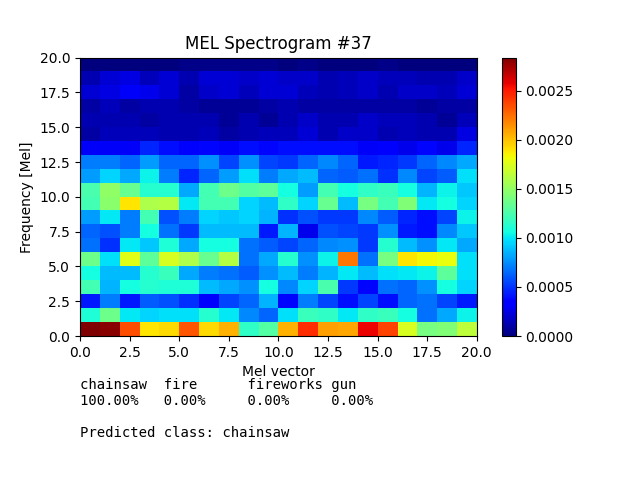 MEL Spectrogram #37
Frequency [Mel]
20.0
17.5
15.0
12.5
10.0
7.5
5.0
2.5
0.0
0.0 2.5 5.0 7.5 10.0 12.5 15.0 17.5 20.0
Mel vector
0.0025
0.0020
0.0015
0.0010
0.0005
0.0000
chainsaw fire fireworks gun
100.00% 0.00% 0.00% 0.00%
Predicted class: chainsaw